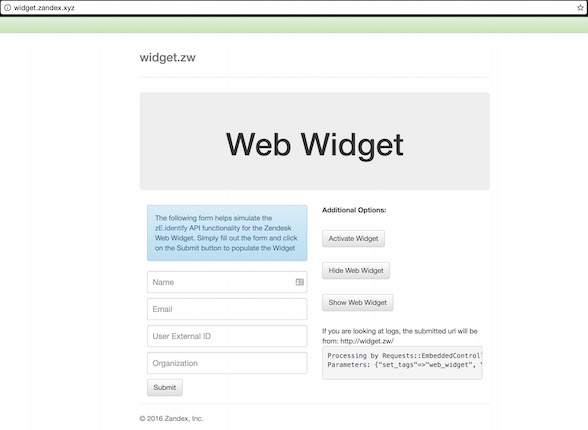 widget.zandex.xyz
widget.zw
Web Widget
The following form helps simulate the
zE.identify API functionality for the Zendesk
Web Widget. Simply fill out the form and click
on the Submit button to populate the Widget
Name
Email
User External ID
Organization
Submit
Additional Options:
Activate Widget
Hide Web Widget
Show Web Widget
If you are looking at logs, the submitted url will be
from: http://widget.zw/
Processing by Requests::EmbeddedControl
Parameters: {"set_tags"=>"web_widget", "
© 2016 Zandex, Inc.